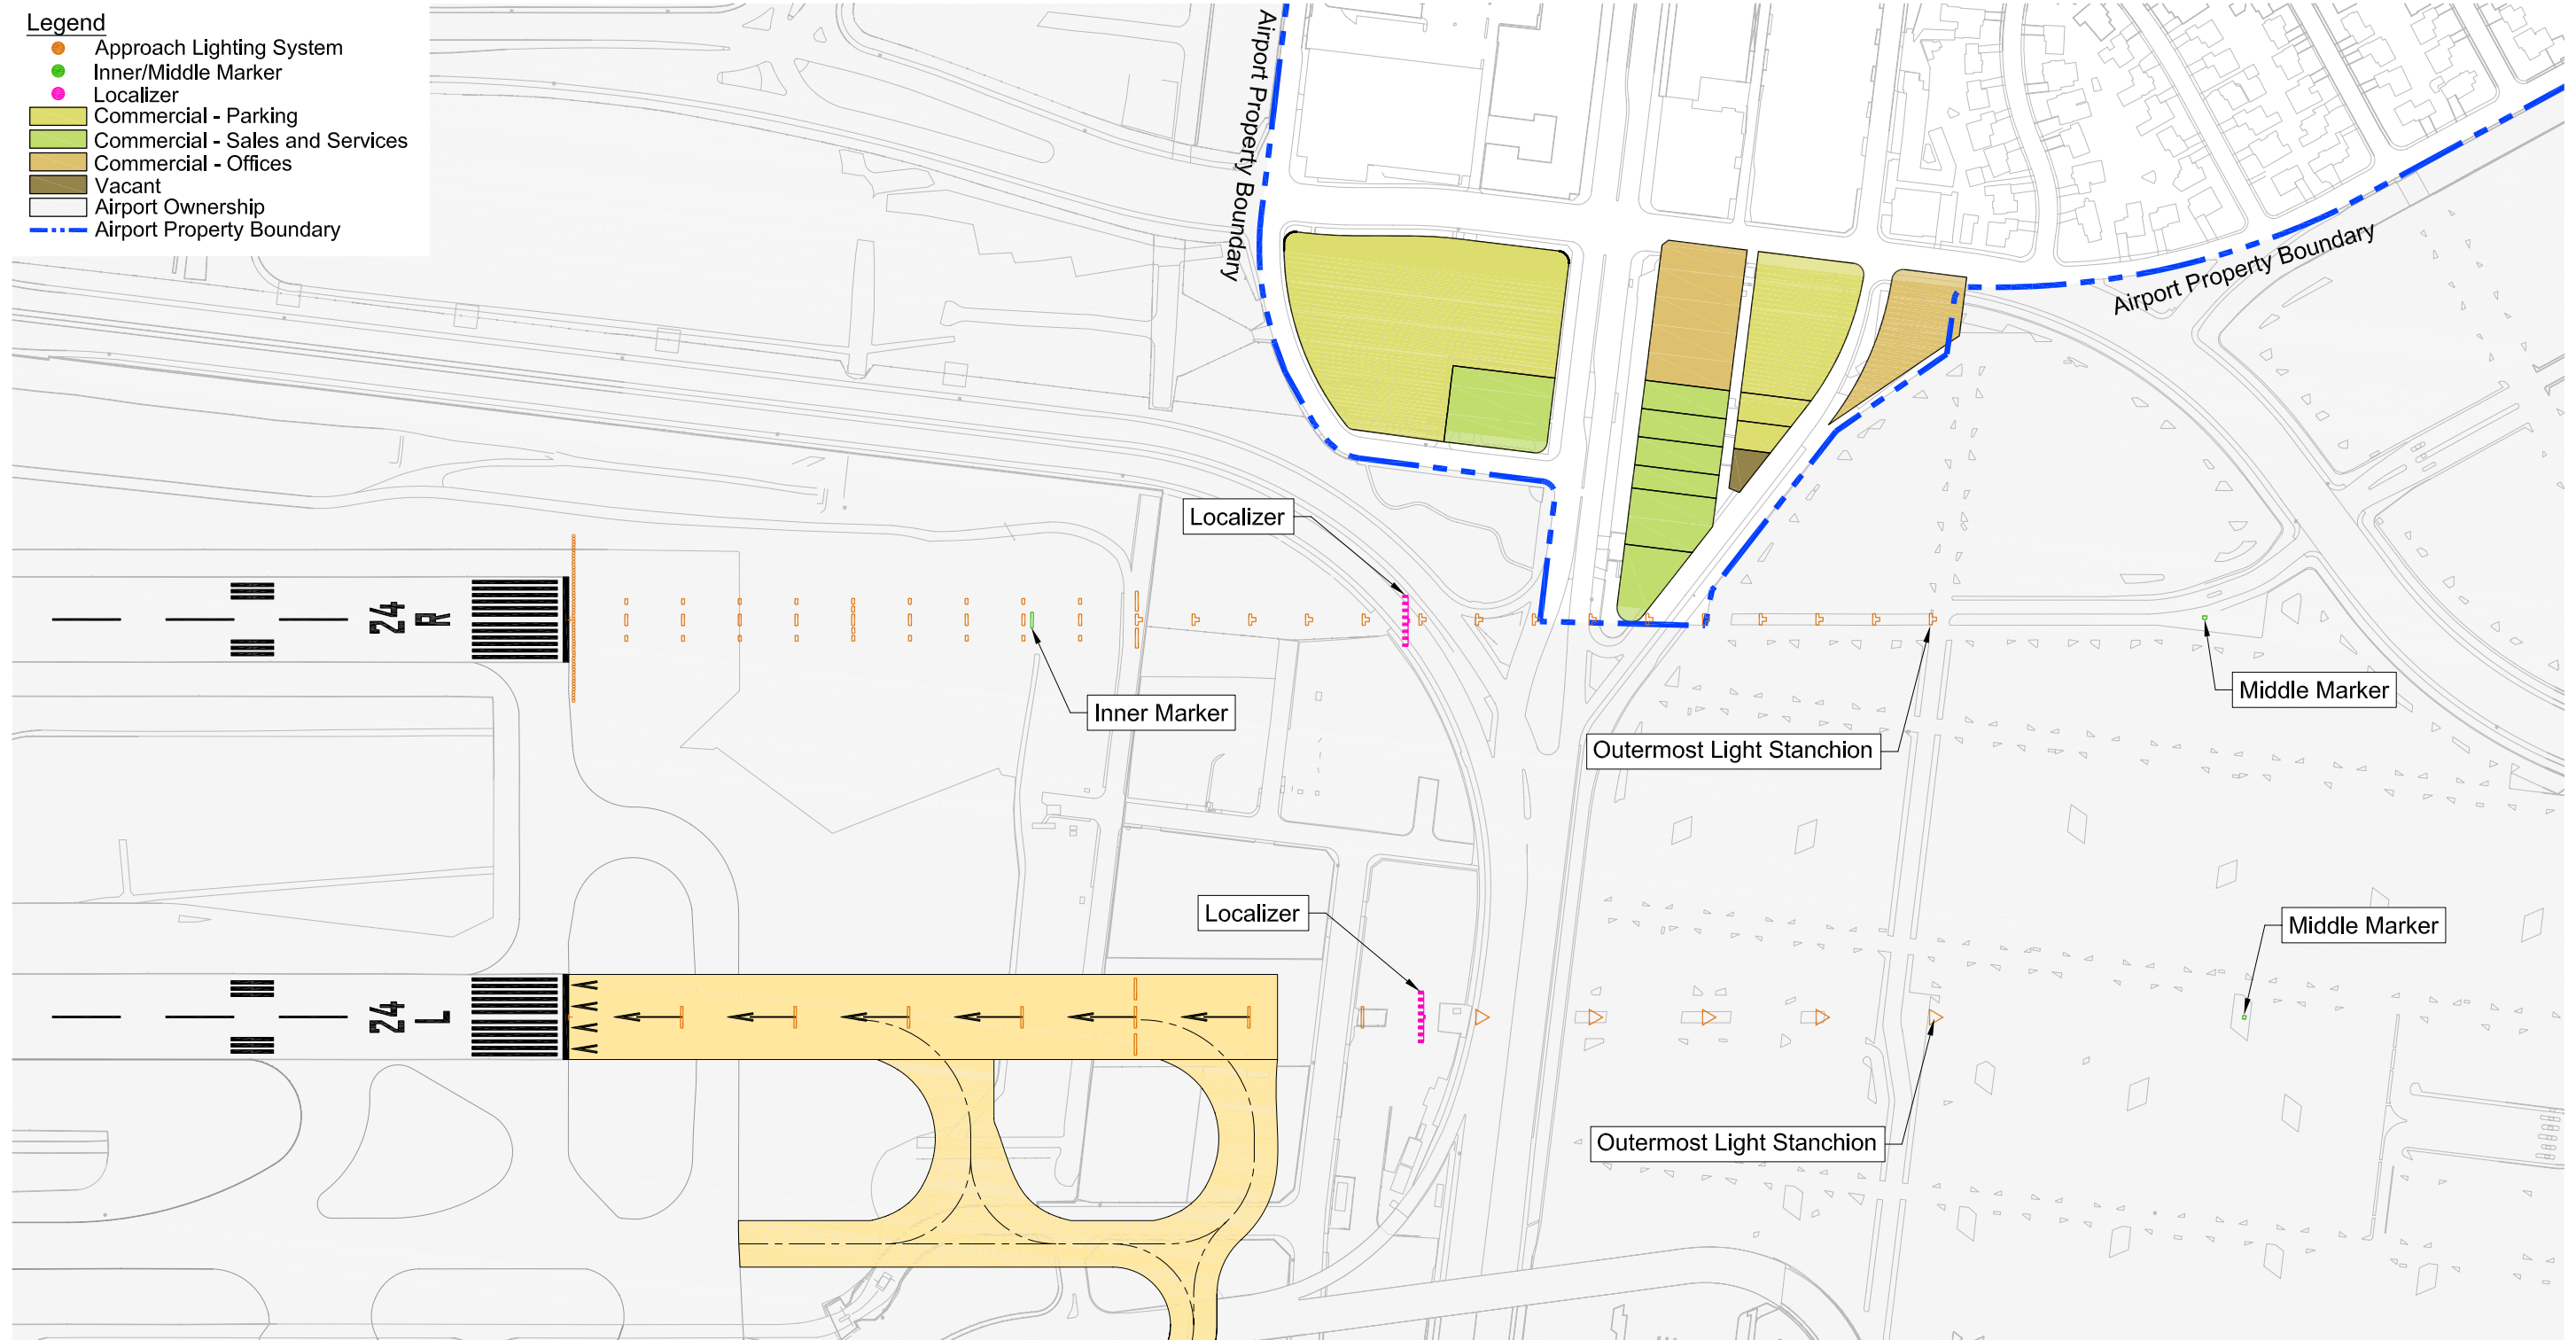 Legend
Approach Lighting System
Inner/Middle Marker
Localizer
Commercial - Parking
Commercial - Sales and Services
Commercial - Offices
Vacant
Airport Ownership
Airport Property Boundary
Airport Property Boundary
Airport Property Boundary
Localizer
24
R
Inner Marker
Middle Marker
Outermost Light Stanchion
Localizer
Middle Marker
24
L
Outermost Light Stanchion